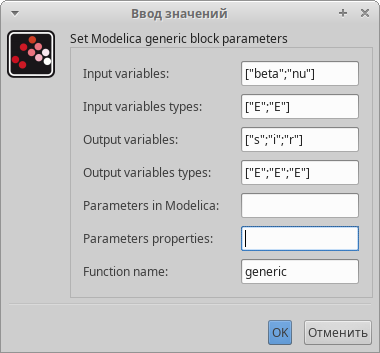 Ввод значений
Set Modelica generic block parameters
Input variables: ["beta";"nu"]
Input variables types: ["E";"E"]
Output variables: ["s";"i";"r"]
Output variables types: ["E";"E";"E"]
Parameters in Modelica:
Parameters properties:
Function name: generic
OK Отменить